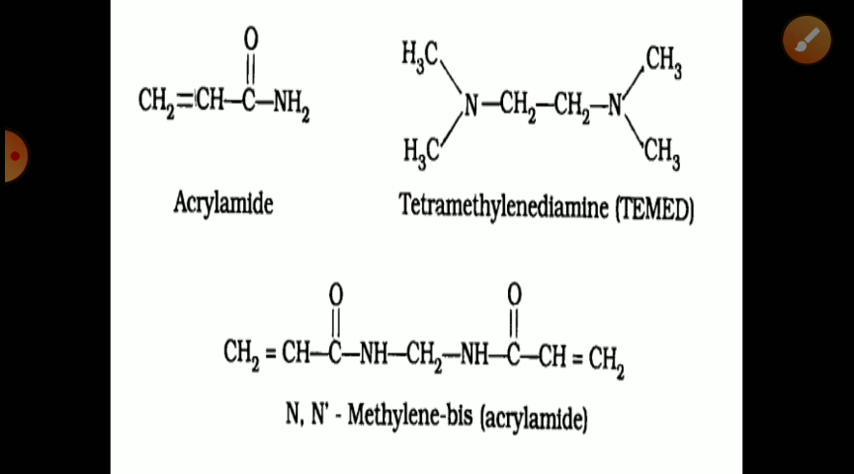 O
CH₂=CH–C–NH₂
Acrylamide
H₃C CH₃
N–CH₂–CH₂–N
H₃C CH₃
Tetramethylenediamine (TEMED)
O O
CH₂ = CH–C–NH–CH₂–NH–C–CH = CH₂
N, N' - Methylene-bis (acrylamide)